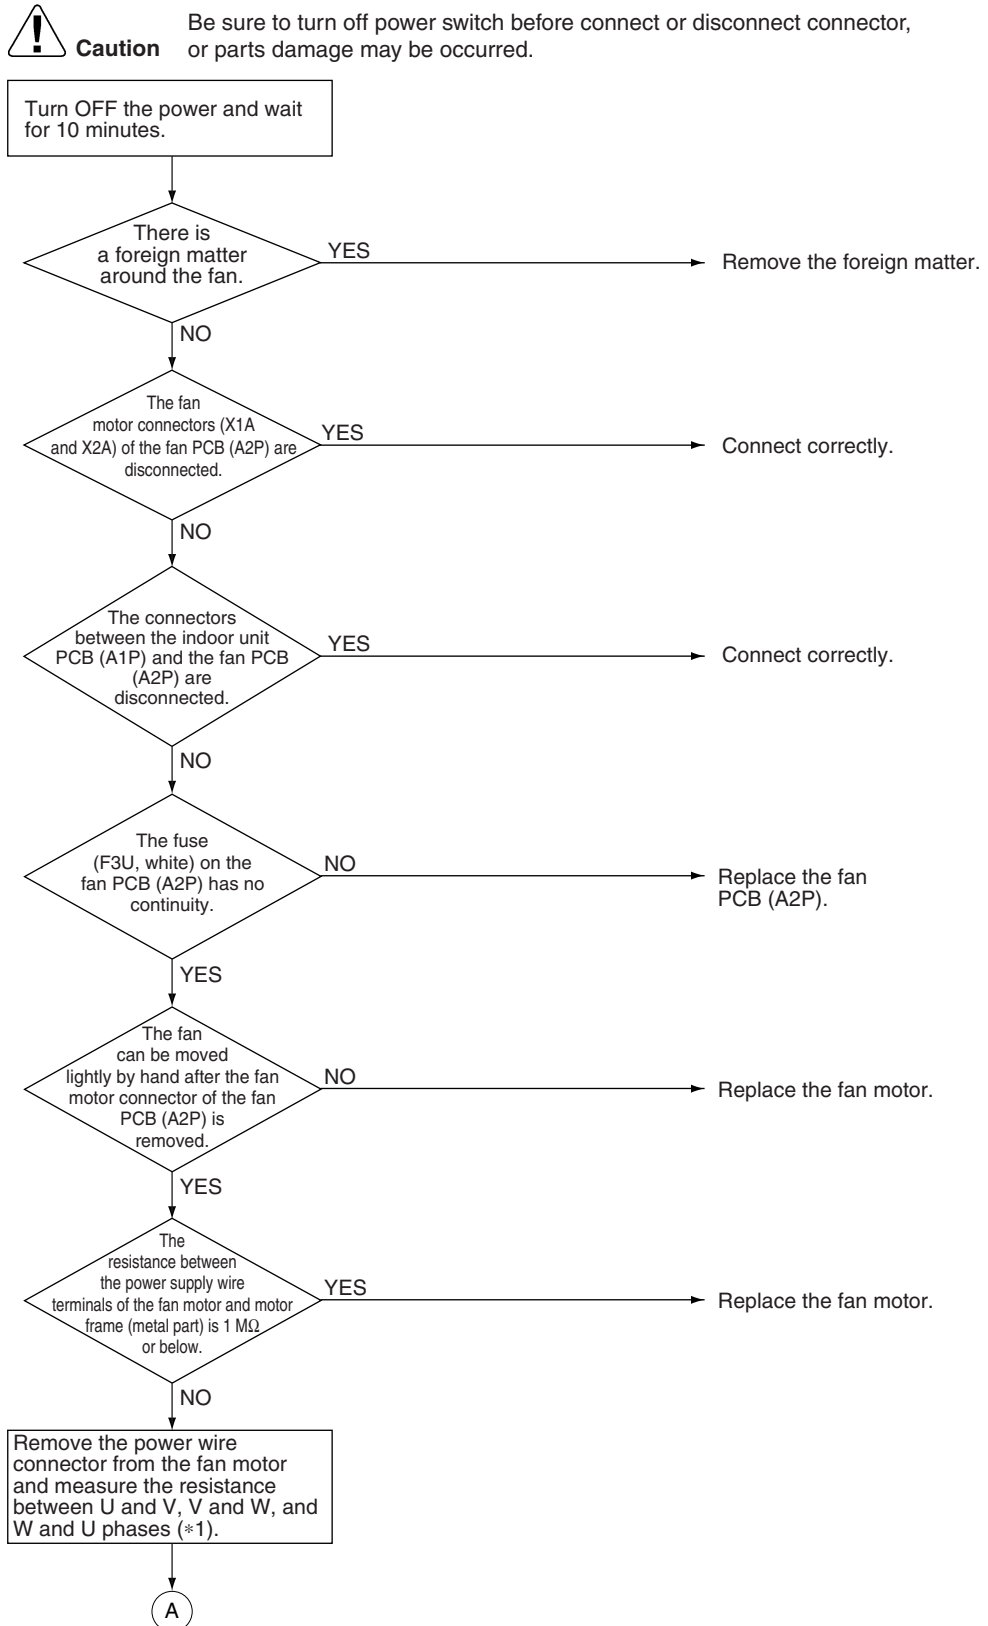 Caution
Be sure to turn off power switch before connect or disconnect connector,
or parts damage may be occurred.
Turn OFF the power and wait
for 10 minutes.
There is
a foreign matter
around the fan.
YES
Remove the foreign matter.
NO
The fan
motor connectors (X1A
and X2A) of the fan PCB (A2P) are
disconnected.
YES
Connect correctly.
NO
The connectors
between the indoor unit
PCB (A1P) and the fan PCB
(A2P) are
disconnected.
YES
Connect correctly.
NO
The fuse
(F3U, white) on the
fan PCB (A2P) has no
continuity.
NO
Replace the fan
PCB (A2P).
YES
The fan
can be moved
lightly by hand after the fan
motor connector of the fan
PCB (A2P) is
removed.
NO
Replace the fan motor.
YES
The
resistance between
the power supply wire
terminals of the fan motor and motor
frame (metal part) is 1 MΩ
or below.
YES
Replace the fan motor.
NO
Remove the power wire
connector from the fan motor
and measure the resistance
between U and V, V and W, and
W and U phases (*1).
A